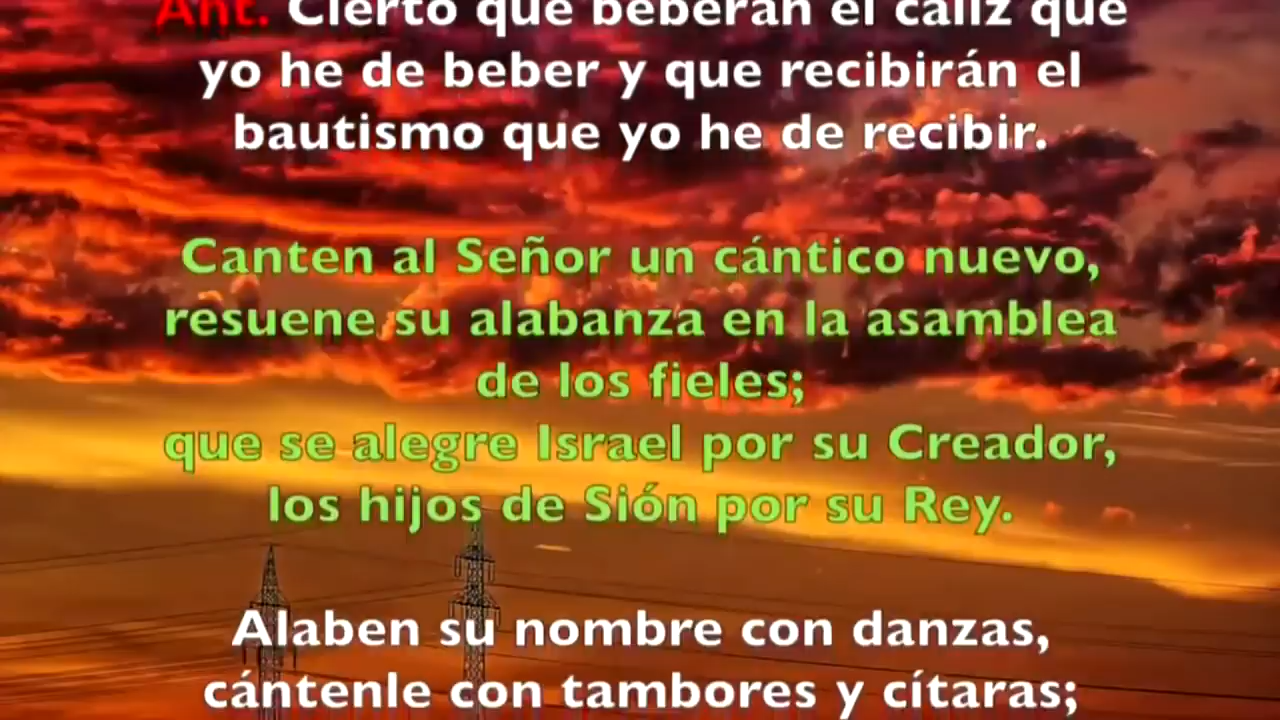 Ant. Cierto que beberán el cáliz que
yo he de beber y que recibirán el
bautismo que yo he de recibir.
Canten al Señor un cántico nuevo,
resuene su alabanza en la asamblea
de los fieles;
que se alegre Israel por su Creador,
los hijos de Sión por su Rey.
Alaben su nombre con danzas,
cántenle con tambores y cítaras;